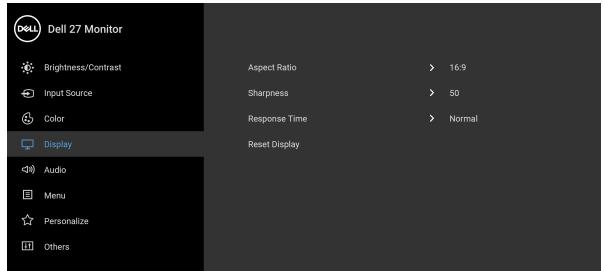 DELL Dell 27 Monitor
Brightness/Contrast Aspect Ratio 16:9
Input Source Sharpness 50
Color Response Time Normal
Display Reset Display
Audio
Menu
Personalize
Others